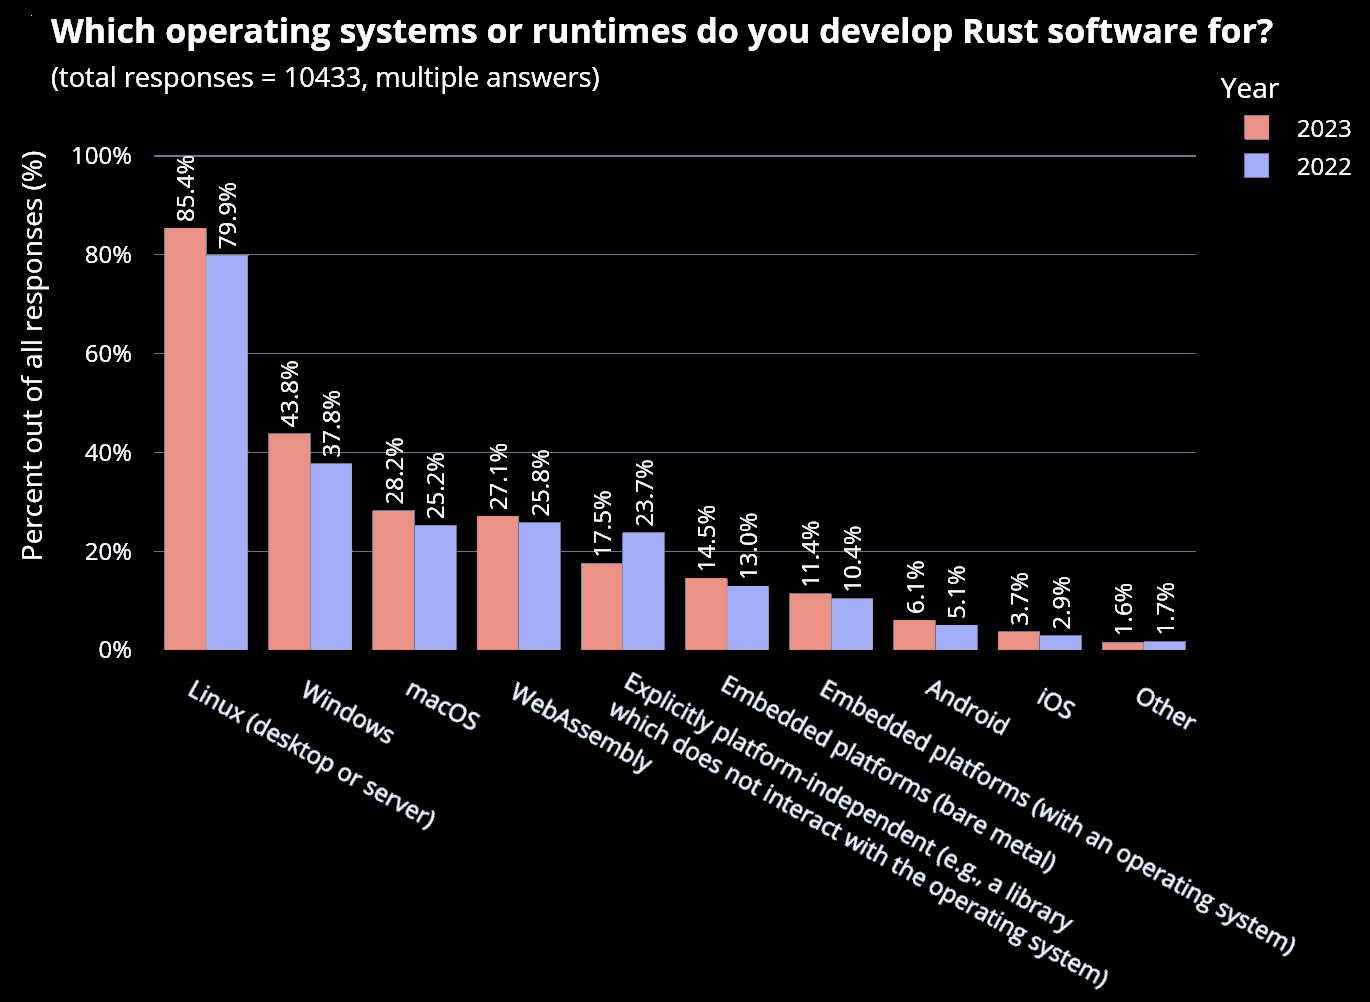 Which operating systems or runtimes do you develop Rust software for?
(total responses = 10433, multiple answers)
Year
2023
2022
Percent out of all responses (%)
100%
80%
60%
40%
20%
0%
85.4%
79.9%
43.8%
37.8%
28.2%
25.2%
27.1%
25.8%
17.5%
23.7%
14.5%
13.0%
11.4%
10.4%
6.1%
5.1%
3.7%
2.9%
1.6%
1.7%
Linux (desktop or server)
Windows
macOS
WebAssembly
Explicitly platform-independent (e.g., a library
which does not interact with the operating system)
Embedded platforms (bare metal)
Embedded platforms (with an operating system)
Android
iOS
Other